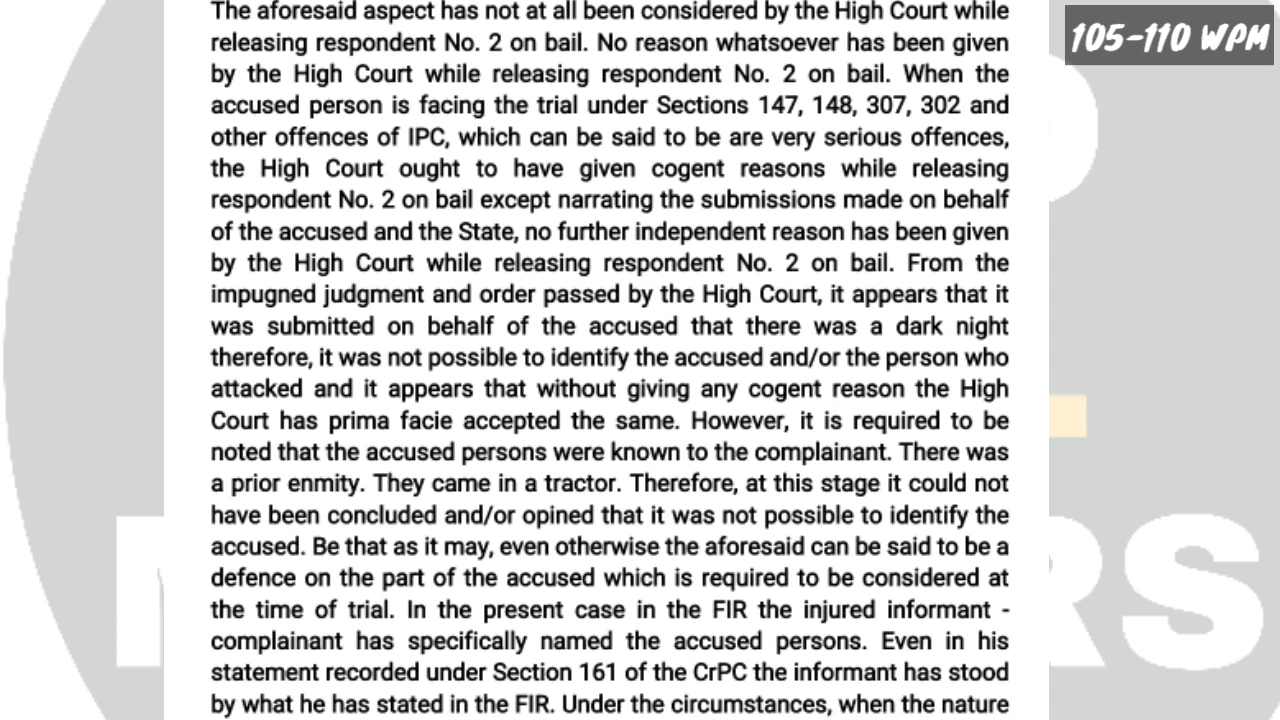 105-110 WPM
The aforesaid aspect has not at all been considered by the High Court while
releasing respondent No. 2 on bail. No reason whatsoever has been given
by the High Court while releasing respondent No. 2 on bail. When the
accused person is facing the trial under Sections 147, 148, 307, 302 and
other offences of IPC, which can be said to be are very serious offences,
the High Court ought to have given cogent reasons while releasing
respondent No. 2 on bail except narrating the submissions made on behalf
of the accused and the State, no further independent reason has been given
by the High Court while releasing respondent No. 2 on bail. From the
impugned judgment and order passed by the High Court, it appears that it
was submitted on behalf of the accused that there was a dark night
therefore, it was not possible to identify the accused and/or the person who
attacked and it appears that without giving any cogent reason the High
Court has prima facie accepted the same. However, it is required to be
noted that the accused persons were known to the complainant. There was
a prior enmity. They came in a tractor. Therefore, at this stage it could not
have been concluded and/or opined that it was not possible to identify the
accused. Be that as it may, even otherwise the aforesaid can be said to be a
defence on the part of the accused which is required to be considered at
the time of trial. In the present case in the FIR the injured informant -
complainant has specifically named the accused persons. Even in his
statement recorded under Section 161 of the CrPC the informant has stood
by what he has stated in the FIR. Under the circumstances, when the nature